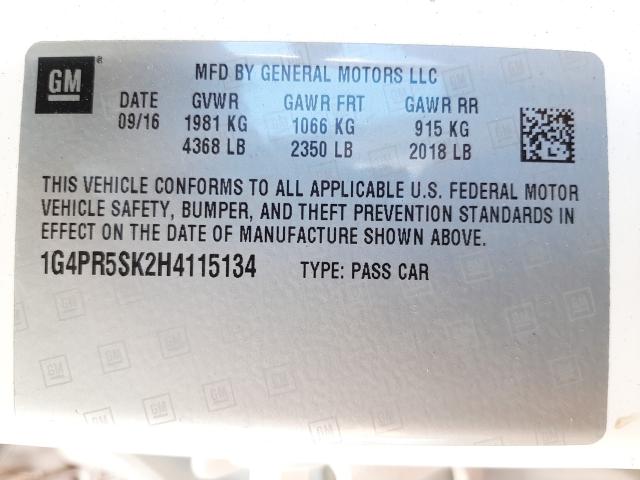 GM ®
MFD BY GENERAL MOTORS LLC
DATE GVWR GAWR FRT GAWR RR
09/16 1981 KG 1066 KG 915 KG
4368 LB 2350 LB 2018 LB
THIS VEHICLE CONFORMS TO ALL APPLICABLE U.S. FEDERAL MOTOR
VEHICLE SAFETY, BUMPER, AND THEFT PREVENTION STANDARDS IN
EFFECT ON THE DATE OF MANUFACTURE SHOWN ABOVE.
1G4PR5SK2H4115134 TYPE: PASS CAR